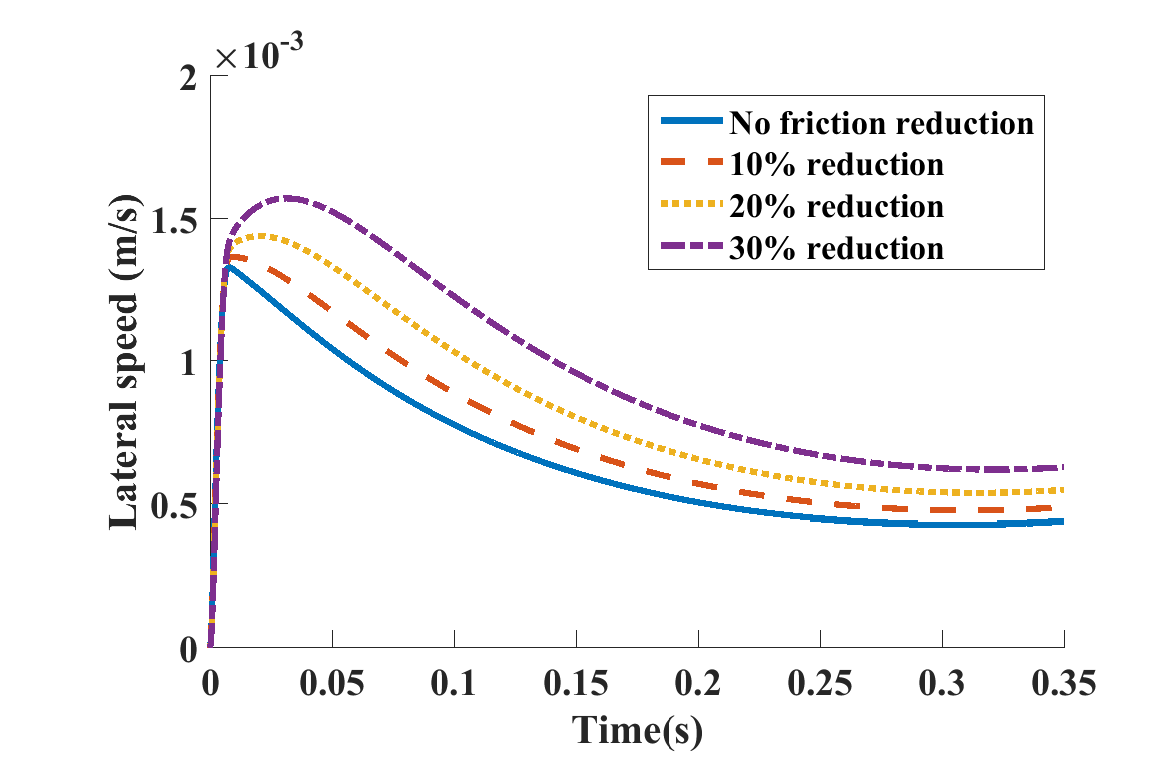 ×10-3
2
1.5
1
0.5
0
Lateral speed (m/s)
No friction reduction
10% reduction
20% reduction
30% reduction
0 0.05 0.1 0.15 0.2 0.25 0.3 0.35
Time(s)